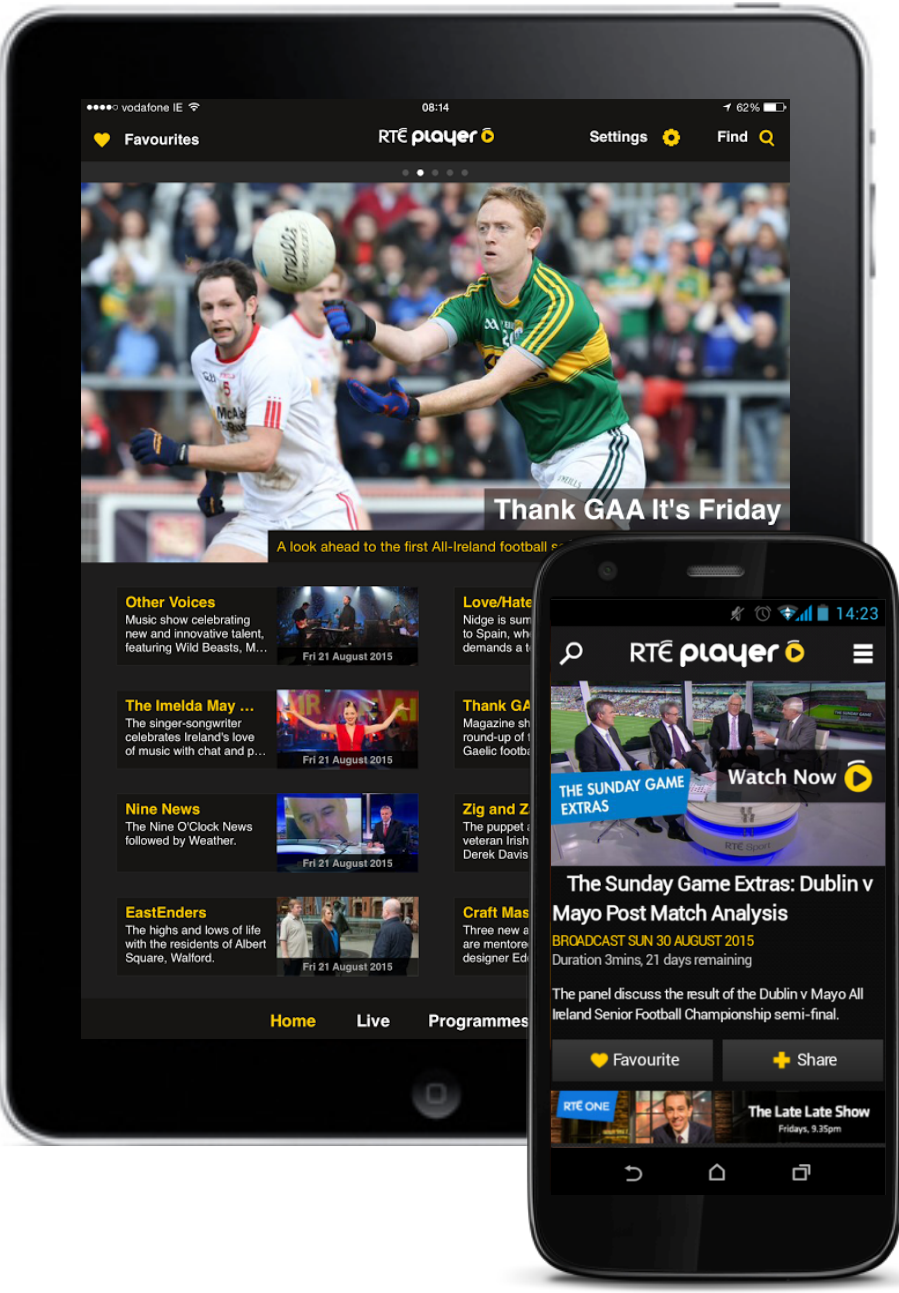 vodafone IE
08:14
62%
Favourites
RTÉ player
Settings
Find
O'neills
5
McAleer
Thank GAA It's Friday
A look ahead to the first All-Ireland football
Other Voices
Music show celebrating
new and innovative talent,
featuring Wild Beasts, M...
Fri 21 August 2015
Love/Hate
Nidge is sum
to Spain, whe
demands a t
The Imelda May ...
The singer-songwriter
celebrates Ireland's love
of music with chat and p...
Fri 21 August 2015
Thank GA
Magazine sh
round-up of t
Gaelic footba
Nine News
The Nine O'Clock News
followed by Weather.
Fri 21 August 2015
Zig and Z
The puppet a
veteran Irish
Derek Davis
EastEnders
The highs and lows of life
with the residents of Albert
Square, Walford.
Fri 21 August 2015
Craft Mas
Three new a
are mentore
designer Ed
Home
Live
Programmes
14:23
RTÉ player
THE SUNDAY GAME
THE SUNDAY GAME
EXTRAS
Watch Now
RTÉ Sport
The Sunday Game Extras: Dublin v
Mayo Post Match Analysis
BROADCAST SUN 30 AUGUST 2015
Duration 3mins, 21 days remaining
The panel discuss the result of the Dublin v Mayo All
Ireland Senior Football Championship semi-final.
Favourite
Share
RTÉ ONE
The Late Late Show
Fridays, 9.35pm